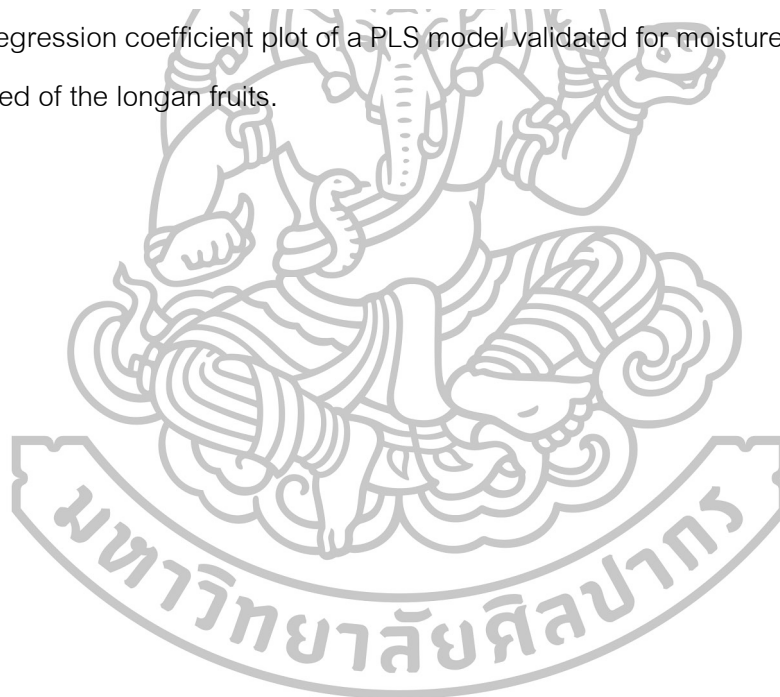 egression coefficient plot of a PLS model validated for moisture
ed of the longan fruits.
มหาวิทยาลัยศิลปากร